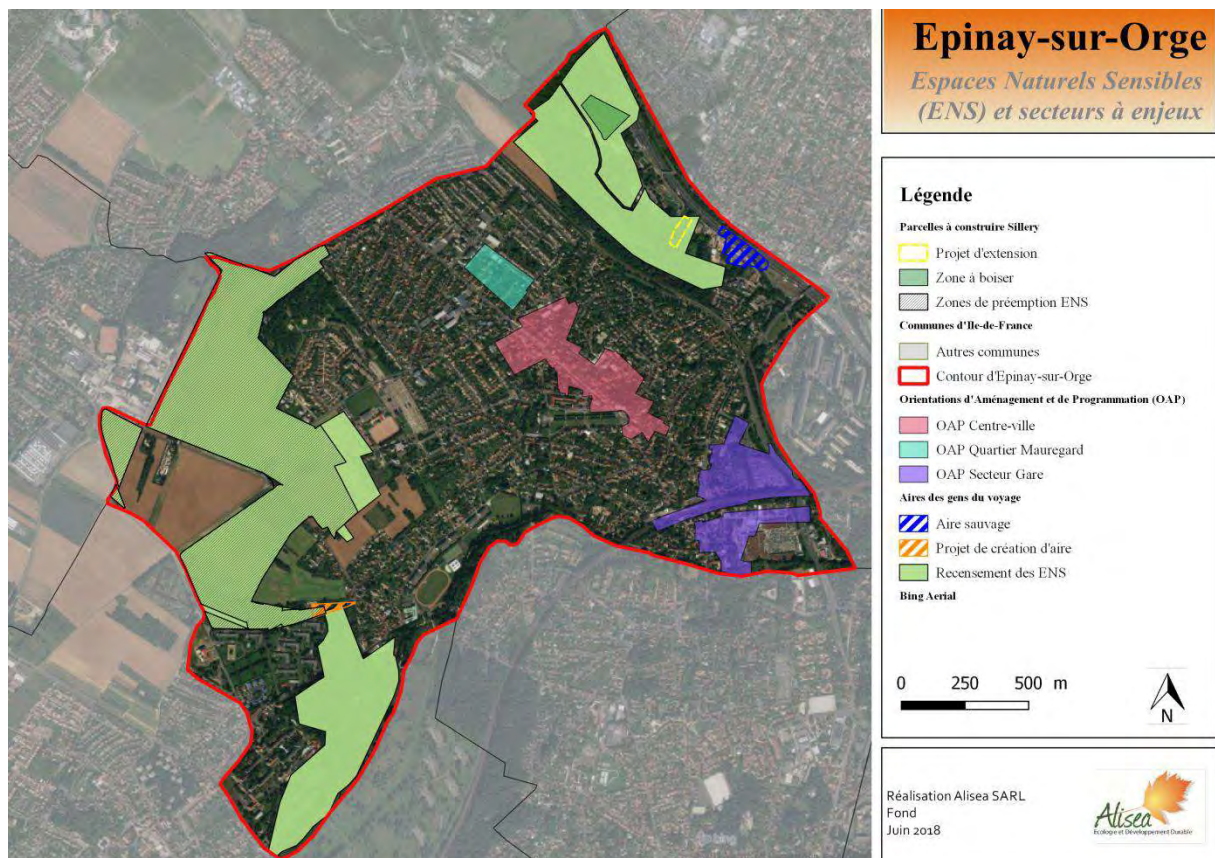 Epinay-sur-Orge
Espaces Naturels Sensibles
(ENS) et secteurs à enjeux
Légende
Parcelles à construire Sillery
Projet d'extension
Zone à boiser
Zones de préemption ENS
Communes d'Ile-de-France
Autres communes
Contour d'Epinay-sur-Orge
Orientations d'Aménagement et de Programmation (OAP)
OAP Centre-ville
OAP Quartier Mauregard
OAP Secteur Gare
Aires des gens du voyage
Aire sauvage
Projet de création d'aire
Recensement des ENS
Bing Aerial
0 250 500 m
N
Réalisation Alisea SARL
Fond
Juin 2018
Alisea
Ecologie et Développement Durable